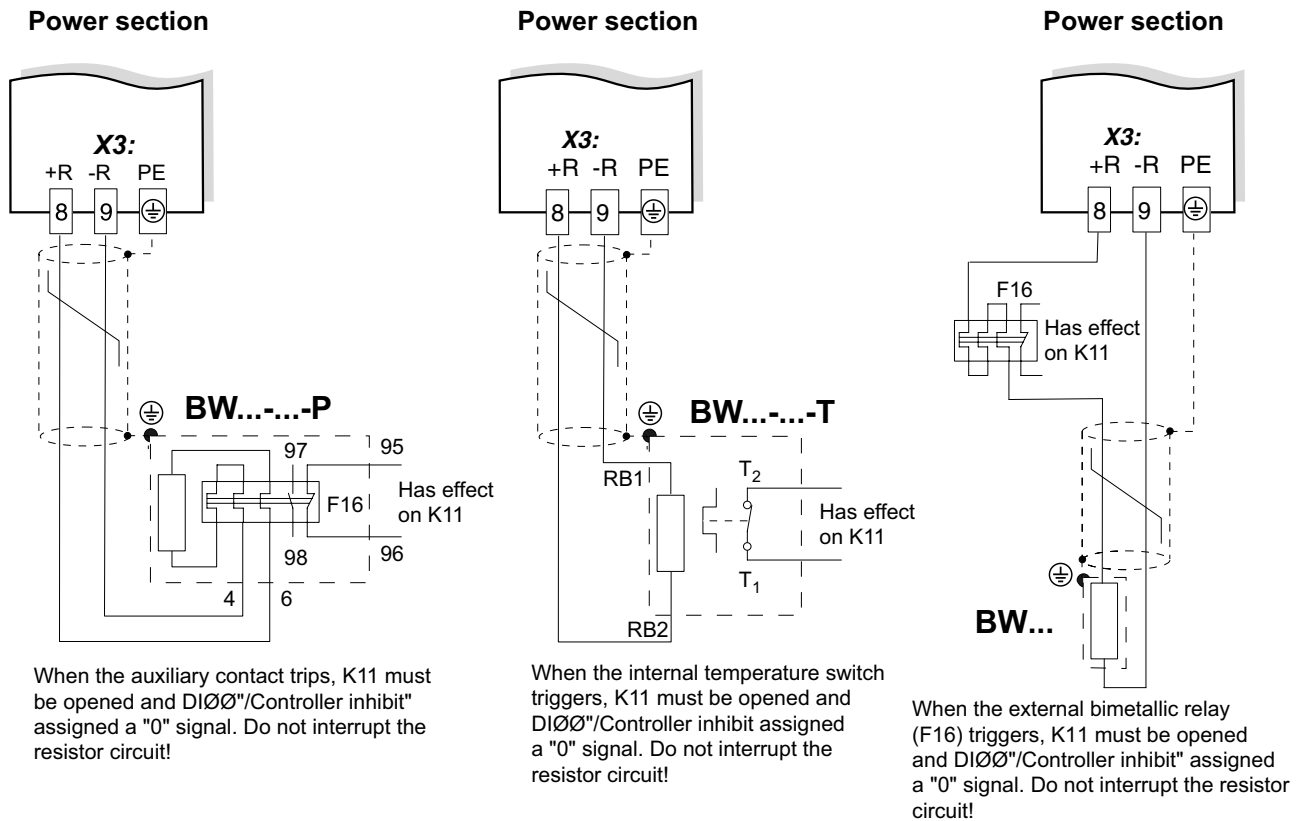 Power section
X3:
+R -R PE
8 9
BW...-...-P
97 95
F16
Has effect
on K11
98 96
4 6
When the auxiliary contact trips, K11 must
be opened and DIØØ"/Controller inhibit"
assigned a "0" signal. Do not interrupt the
resistor circuit!
Power section
X3:
+R -R PE
8 9
BW...-...-T
RB1
T2
Has effect
on K11
T1
RB2
When the internal temperature switch
triggers, K11 must be opened and
DIØØ"/Controller inhibit assigned
a "0" signal. Do not interrupt the
resistor circuit!
Power section
X3:
+R -R PE
8 9
F16
Has effect
on K11
BW...
When the external bimetallic relay
(F16) triggers, K11 must be opened
and DIØØ"/Controller inhibit" assigned
a "0" signal. Do not interrupt the resistor
circuit!